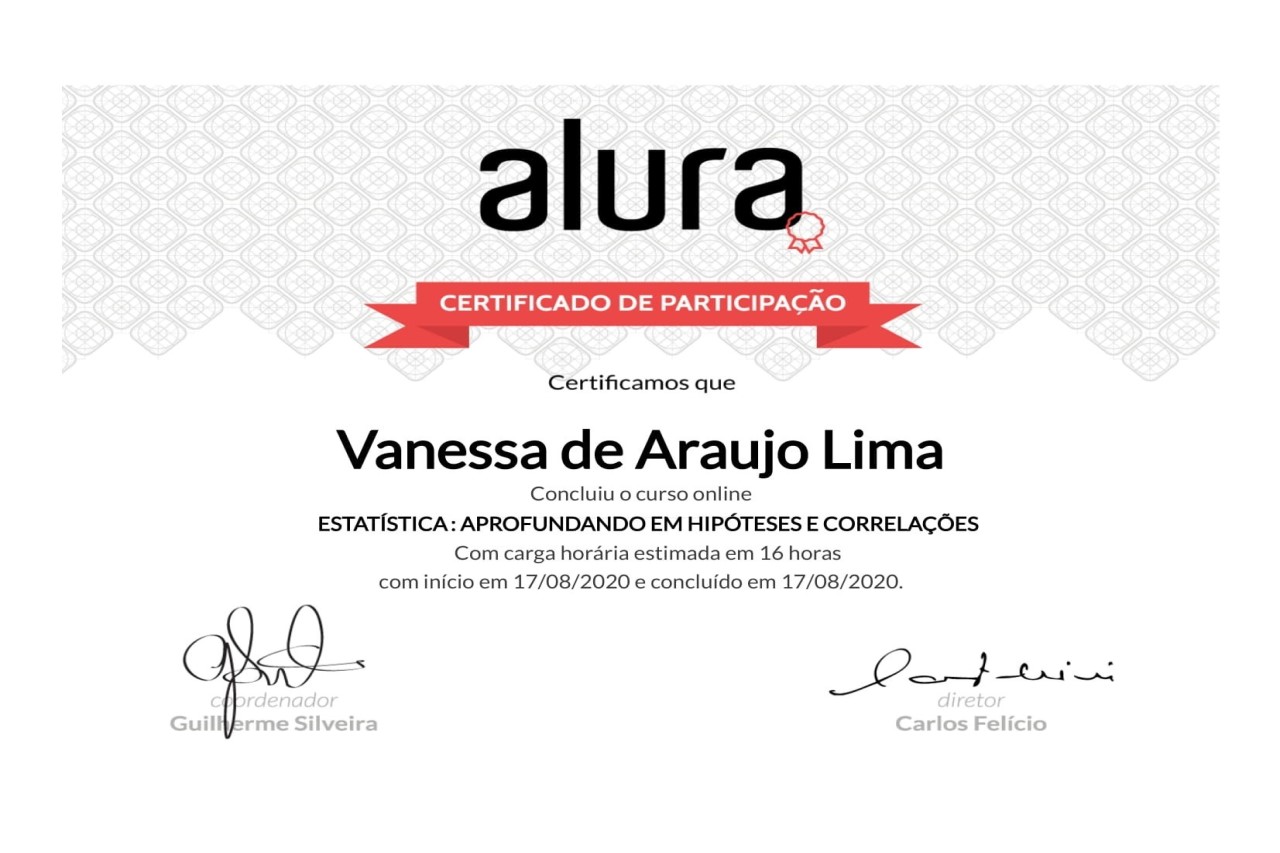 alura
CERTIFICADO DE PARTICIPAÇÃO
Certificamos que
Vanessa de Araujo Lima
Concluiu o curso online
ESTATÍSTICA : APROFUNDANDO EM HIPÓTESES E CORRELAÇÕES
Com carga horária estimada em 16 horas
com início em 17/08/2020 e concluído em 17/08/2020.
coordenador
Guilherme Silveira
diretor
Carlos Felício